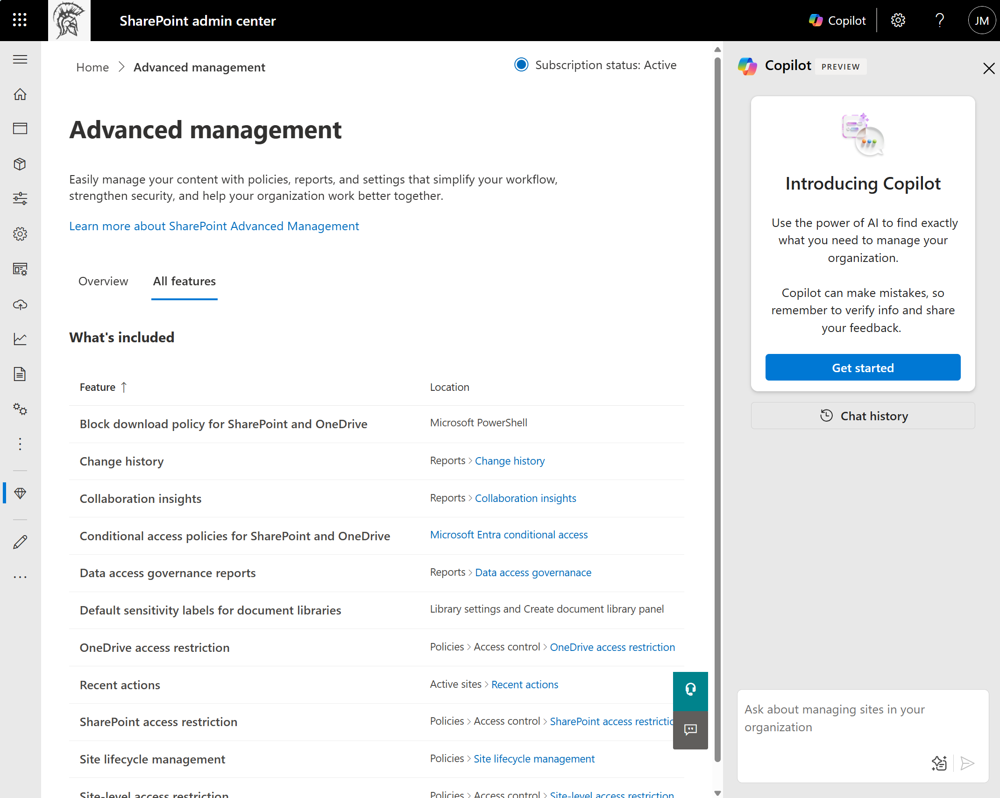 SharePoint admin center
Copilot
JM
Home > Advanced management
Subscription status: Active
Advanced management
Easily manage your content with policies, reports, and settings that simplify your workflow,
strengthen security, and help your organization work better together.
Learn more about SharePoint Advanced Management
Overview
All features
What's included
Feature ↑ Location
Block download policy for SharePoint and OneDrive Microsoft PowerShell
Change history Reports > Change history
Collaboration insights Reports > Collaboration insights
Conditional access policies for SharePoint and OneDrive Microsoft Entra conditional access
Data access governance reports Reports > Data access governanace
Default sensitivity labels for document libraries Library settings and Create document library panel
OneDrive access restriction Policies > Access control > OneDrive access restriction
Recent actions Active sites > Recent actions
SharePoint access restriction Policies > Access control > SharePoint access restrictio
Site lifecycle management Policies > Site lifecycle management
Site-level access restriction Policies > Access control > Site-level access restriction
Copilot PREVIEW
Introducing Copilot
Use the power of AI to find exactly
what you need to manage your
organization.
Copilot can make mistakes, so
remember to verify info and share
your feedback.
Get started
Chat history
Ask about managing sites in your
organization